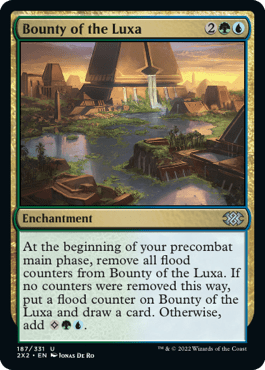 Bounty of the Luxa 2
Enchantment
At the beginning of your precombat
main phase, remove all flood
counters from Bounty of the Luxa. If
no counters were removed this way,
put a flood counter on Bounty of the
Luxa and draw a card. Otherwise,
add .
187/331 U
2X2 • EN Jonas De Ro
™ & © 2022 Wizards of the Coast